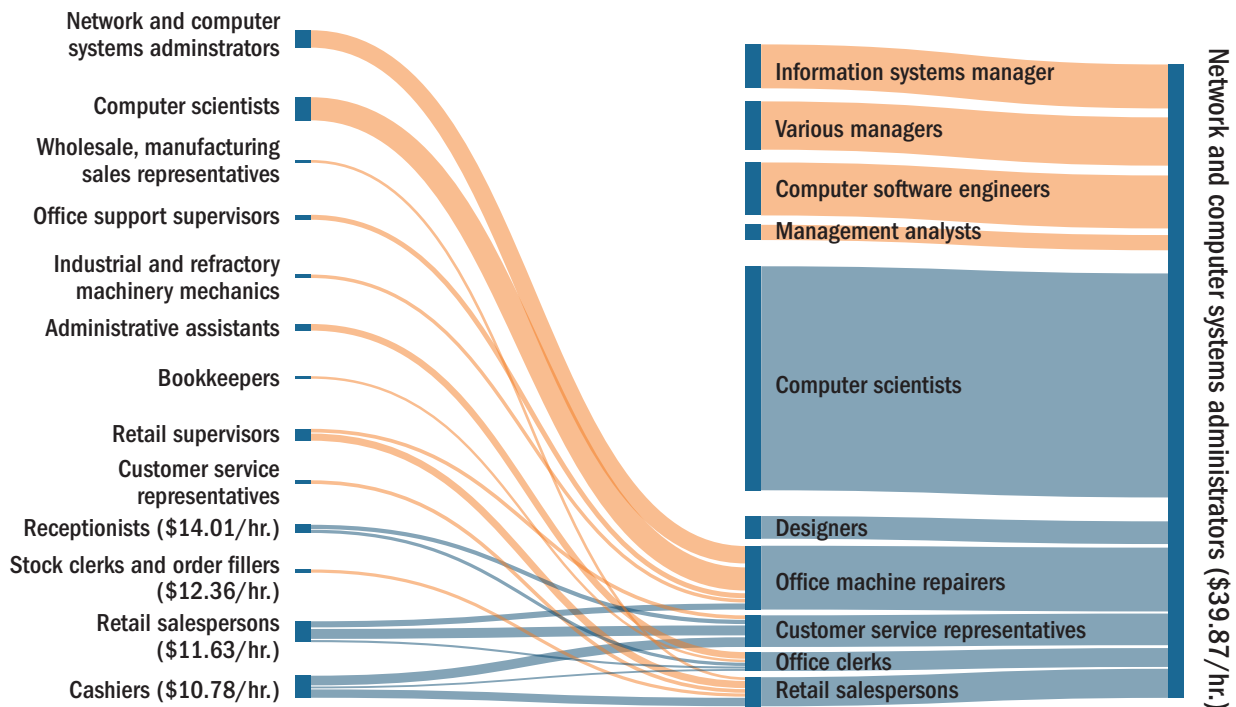 Network and computer
systems adminstrators
Computer scientists
Wholesale, manufacturing
sales representatives
Office support supervisors
Industrial and refractory
machinery mechanics
Administrative assistants
Bookkeepers
Retail supervisors
Customer service
representatives
Receptionists ($14.01/hr.)
Stock clerks and order fillers
($12.36/hr.)
Retail salespersons
($11.63/hr.)
Cashiers ($10.78/hr.)
Information systems manager
Various managers
Computer software engineers
Management analysts
Computer scientists
Designers
Office machine repairers
Customer service representatives
Office clerks
Retail salespersons
Network and computer systems administrators ($39.87/hr.)